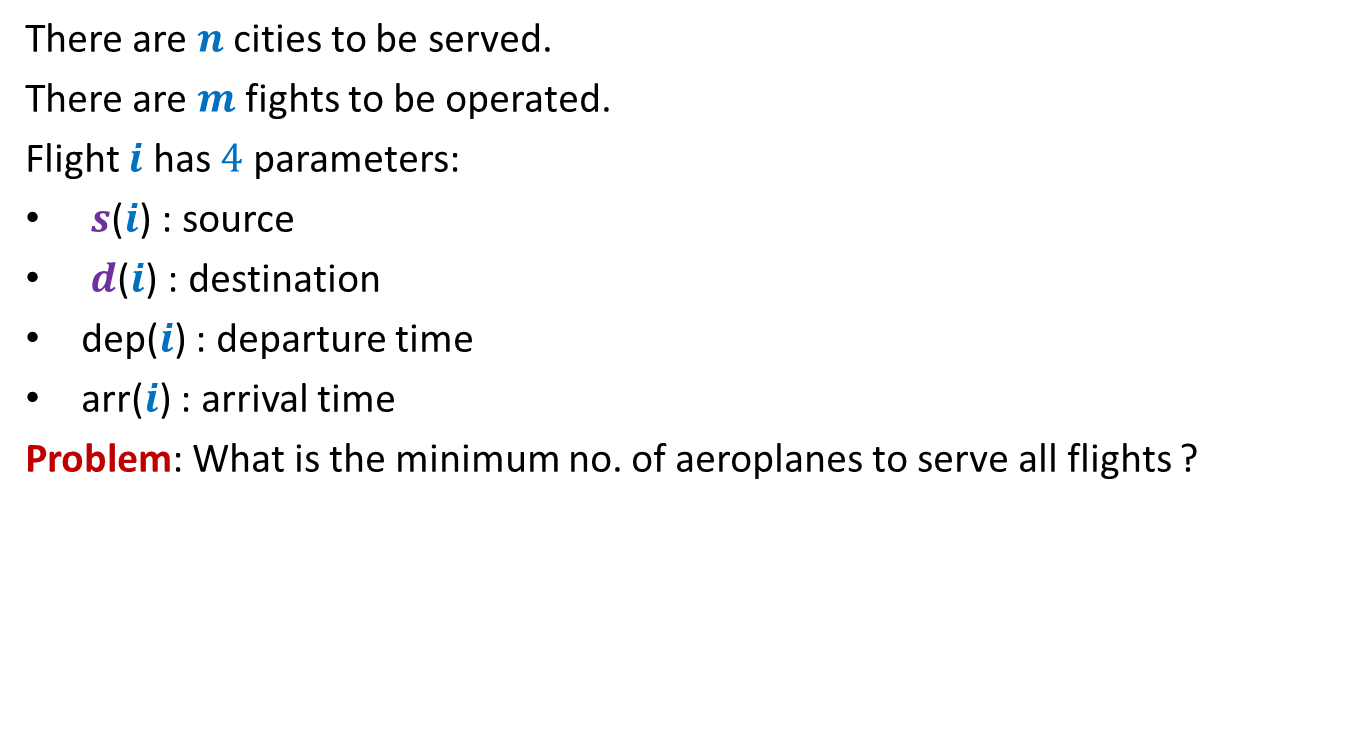 There are n cities to be served.
There are m fights to be operated.
Flight i has 4 parameters:
• s(i) : source
• d(i) : destination
• dep(i) : departure time
• arr(i) : arrival time
Problem: What is the minimum no. of aeroplanes to serve all flights ?